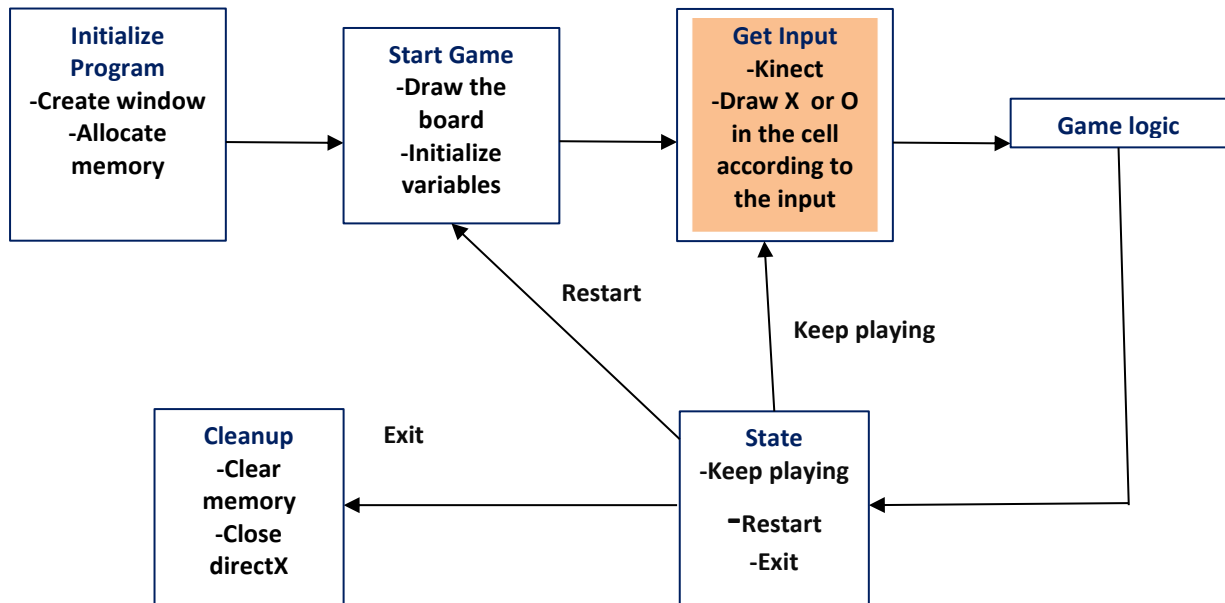 Initialize
Program
-Create window
-Allocate
memory
Start Game
-Draw the
board
-Initialize
variables
Get Input
-Kinect
-Draw X or O
in the cell
according to
the input
Game logic
Restart
Keep playing
Cleanup
-Clear
memory
-Close
directX
Exit
State
-Keep playing
-Restart
-Exit